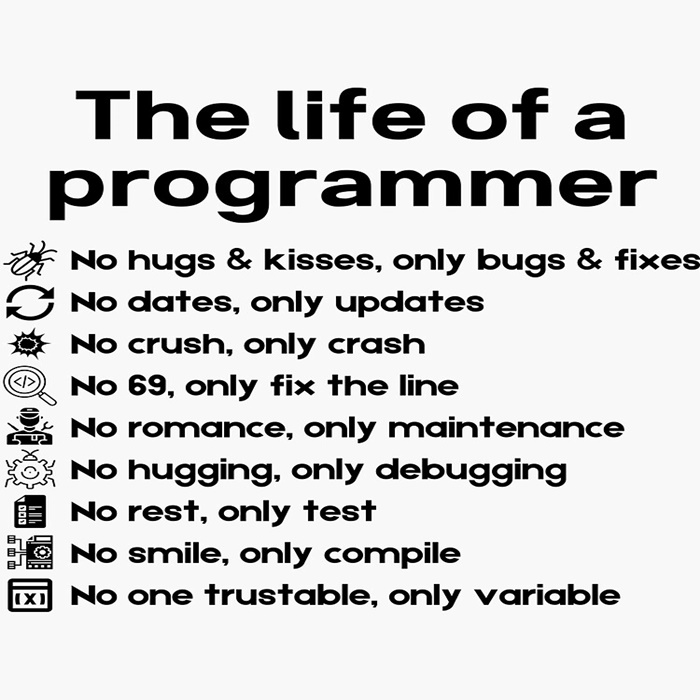 The life of a
programmer
No hugs & kisses, only bugs & fixes
No dates, only updates
No crush, only crash
No 69, only fix the line
No romance, only maintenance
No hugging, only debugging
No rest, only test
No smile, only compile
No one trustable, only variable